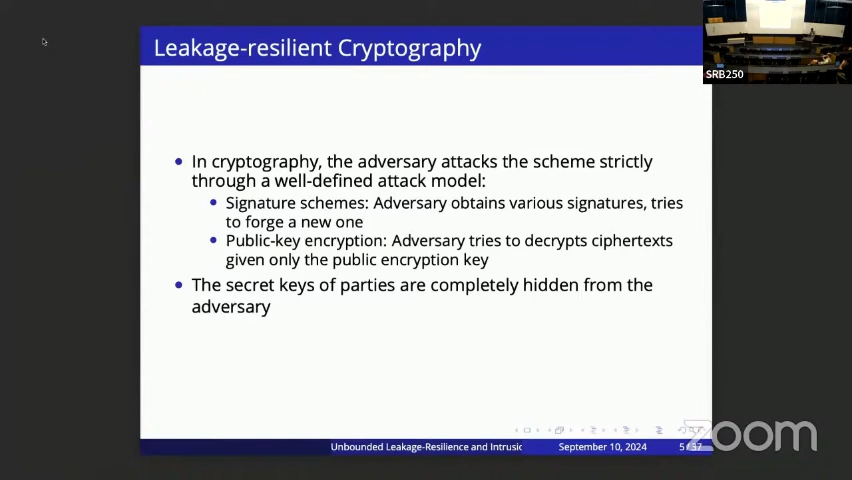 Leakage-resilient Cryptography
SRB250
In cryptography, the adversary attacks the scheme strictly
through a well-defined attack model:
Signature schemes: Adversary obtains various signatures, tries
to forge a new one
Public-key encryption: Adversary tries to decrypts ciphertexts
given only the public encryption key
The secret keys of parties are completely hidden from the
adversary
Unbounded Leakage-Resilience and Intrusic
September 10, 2024
5 / 37
zoom